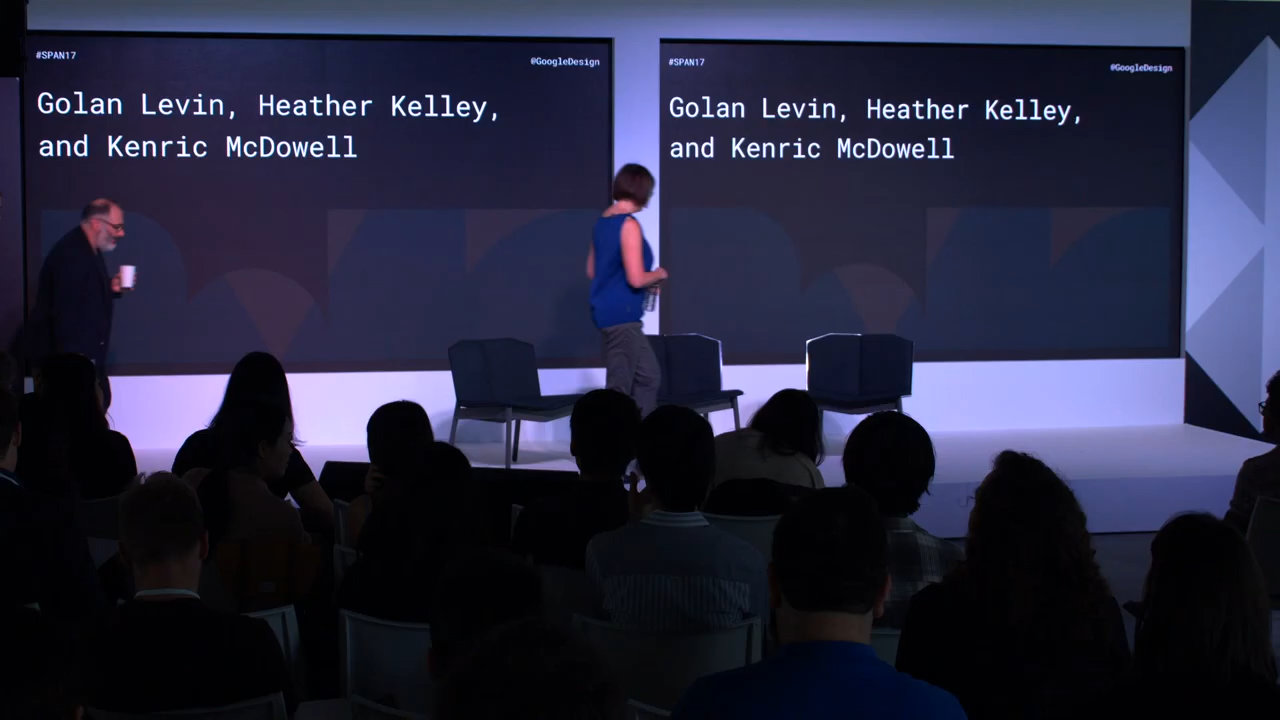 #SPAN17
@GoogleDesign
Golan Levin, Heather Kelley,
and Kenric McDowell
#SPAN17
@GoogleDesign
Golan Levin, Heather Kelley,
and Kenric McDowell